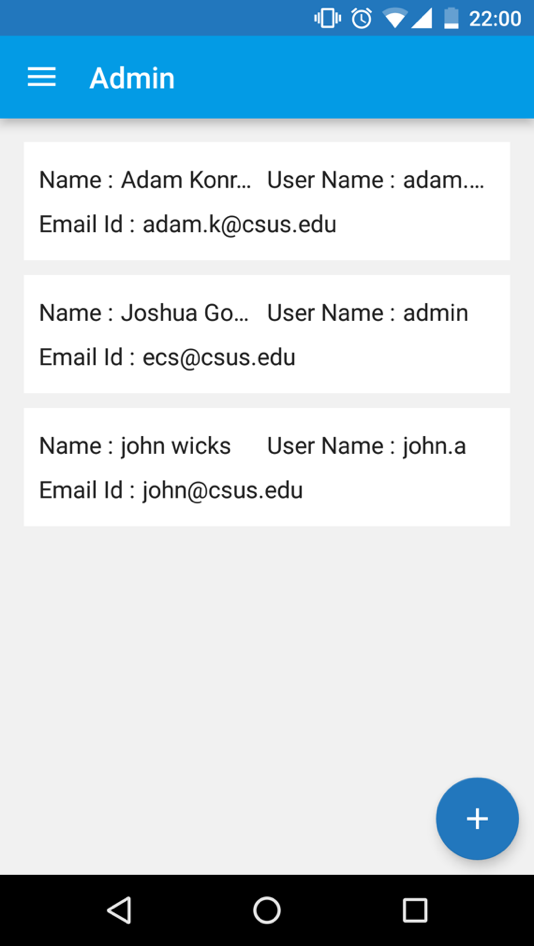 22:00
Admin
Name : Adam Konr... User Name : adam....
Email Id : adam.k@csus.edu
Name : Joshua Go... User Name : admin
Email Id : ecs@csus.edu
Name : john wicks User Name : john.a
Email Id : john@csus.edu